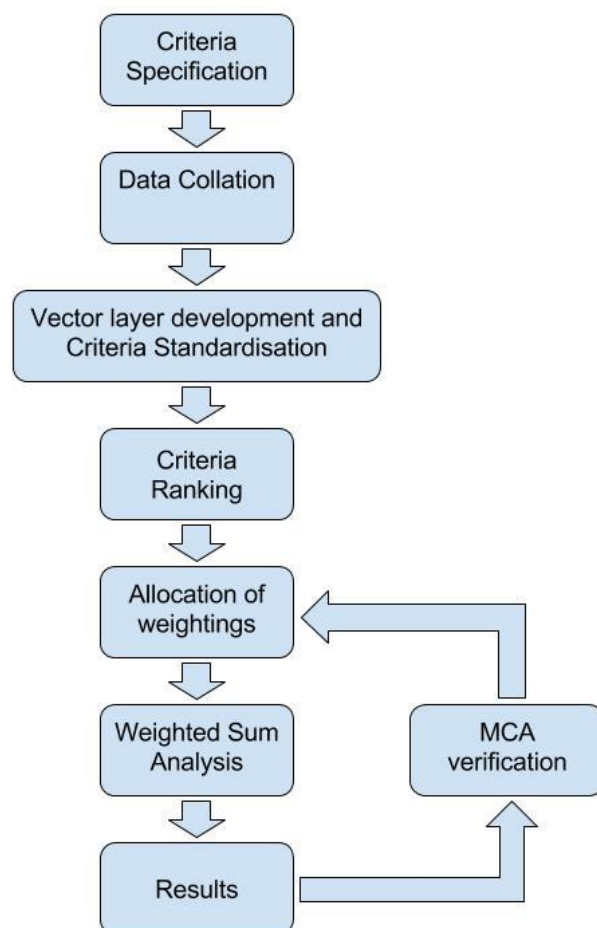 Criteria
Specification
Data Collation
Vector layer development and
Criteria Standardisation
Criteria
Ranking
Allocation of
weightings
Weighted Sum
Analysis
MCA
verification
Results